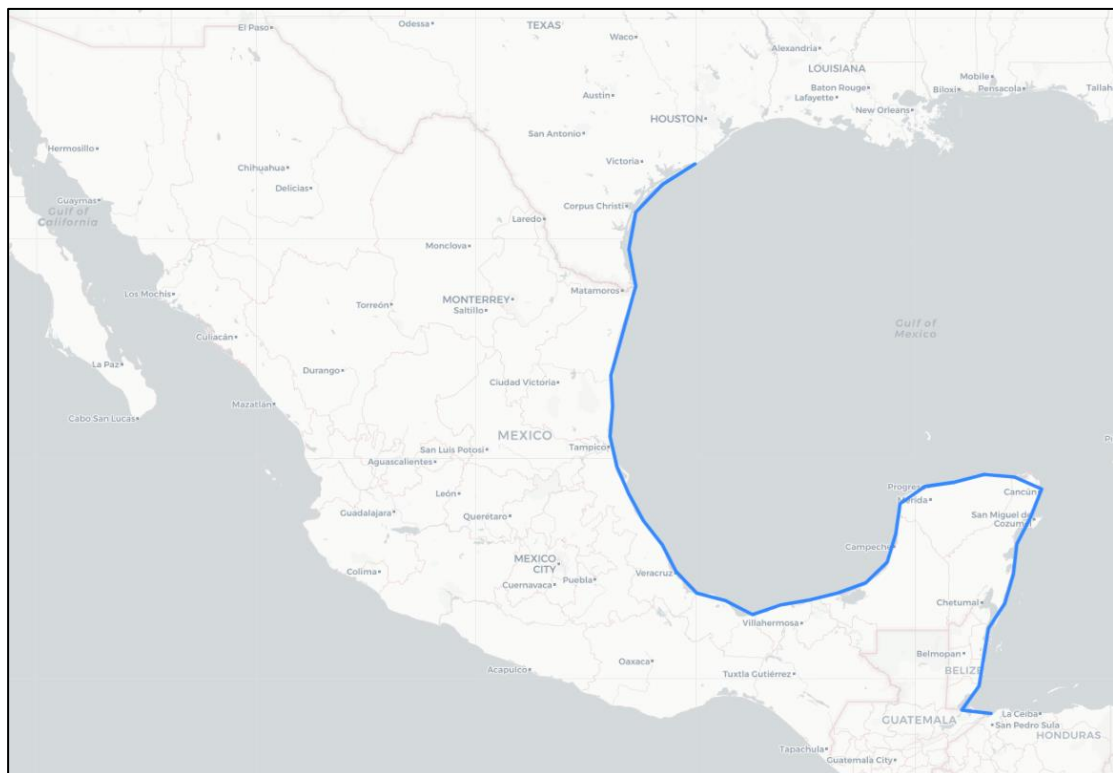 El Paso
Odessa
TEXAS
Waco
Alexandria
LOUISIANA
Mobile
Baton Rouge
Biloxi
Pensacola
Tallah
Lafayette
New Orleans
Austin
HOUSTON
San Antonio
Hermosillo
Chihuahua
Victoria
Delicias
Guaymas
Gulf of
California
Corpus Christi
Laredo
Monclova
Los Mochis
Torreón
MONTERREY
Saltillo
Matamoros
Culiacán
Gulf of
Mexico
La Paz
Durango
Ciudad Victoria
Cabo San Lucas
Mazatlan
MEXICO
San Luis Potosí
Tampico
Aguascalientes
León
Progres
Mérida
Cancún
Guadalajara
Querétaro
San Miguel de
Cozumel
MEXICO
CITY
Campeche
Colima
Cuernavaca
Puebla
Veracruz
Chetumal
Villahermosa
Belmopan
BELIZE
Acapulco
Oaxaca
Tuxtla Gutiérrez
GUATEMALA
La Ceiba
San Pedro Sula
HONDURAS
Tapachula
Guatemala City